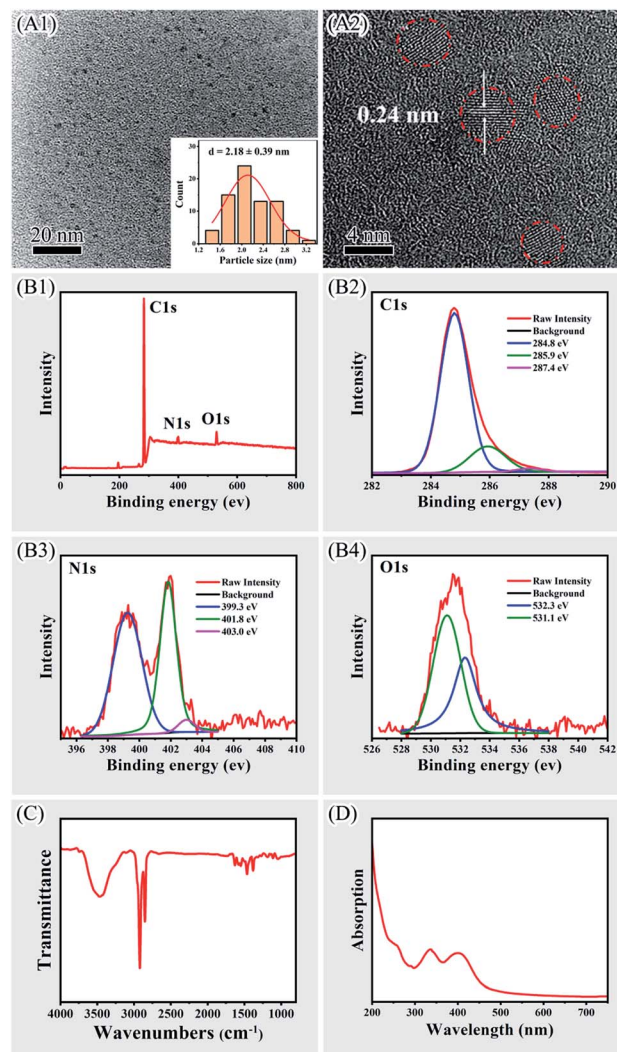 (A1)
d = 2.18 ± 0.39 nm
30
20
10
0
Count
1.6 2.0 2.4 2.8 3.2
Particle size (nm)
20 nm
(A2)
0.24 nm
4 nm
(B1)
C1s
N1s
O1s
Intensity
0 200 400 600 800
Binding energy (ev)
(B2)
C1s
Raw Intensity
Background
284.8 eV
285.9 eV
287.4 eV
Intensity
282 284 286 288 290
Binding energy (ev)
(B3)
N1s
Raw Intensity
Background
399.3 eV
401.8 eV
403.0 eV
Intensity
396 398 400 402 404 406 408 410
Binding energy (ev)
(B4)
O1s
Raw Intensity
Background
532.3 eV
531.1 eV
Intensity
526 528 530 532 534 536 538 540 542
Binding energy (ev)
(C)
Transmittance
4000 3500 3000 2500 2000 1500 1000
Wavenumbers (cm⁻¹)
(D)
Absorption
200 300 400 500 600 700
Wavelength (nm)